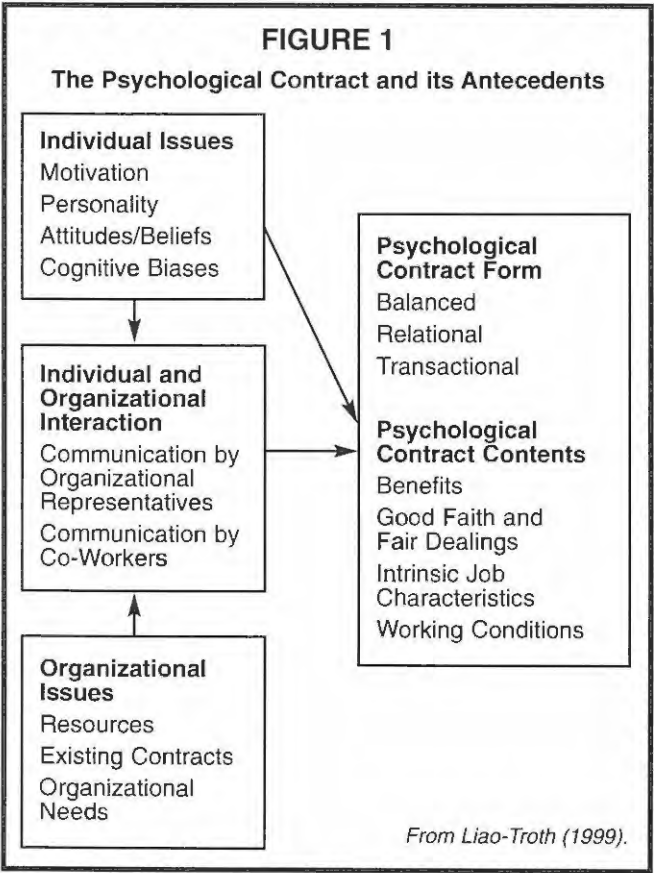 FIGURE 1
The Psychological Contract and its Antecedents
Individual Issues
Motivation
Personality
Attitudes/Beliefs
Cognitive Biases
Individual and
Organizational
Interaction
Communication by
Organizational
Representatives
Communication by
Co-Workers
Organizational
Issues
Resources
Existing Contracts
Organizational
Needs
Psychological
Contract Form
Balanced
Relational
Transactional
Psychological
Contract Contents
Benefits
Good Faith and
Fair Dealings
Intrinsic Job
Characteristics
Working Conditions
From Liao-Troth (1999).